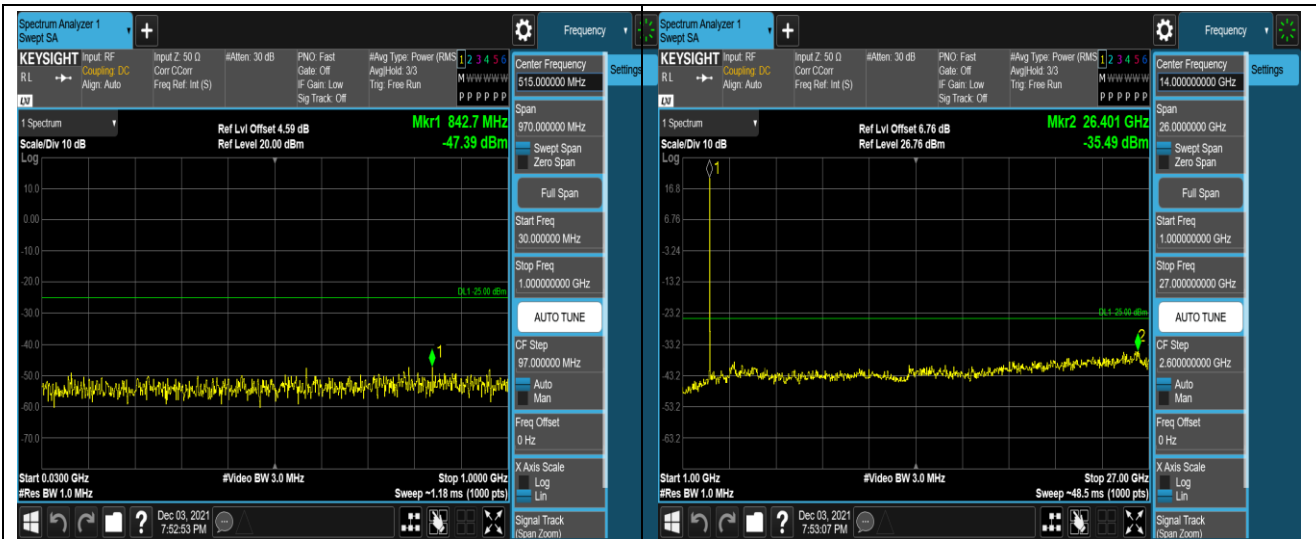 Spectrum Analyzer 1
Swept SA
+
Frequency
KEYSIGHT
RL
LXI
Input: RF
Coupling: DC
Align: Auto
Input Z: 50 Ω
Corr CCorr
Freq Ref: Int (S)
#Atten: 30 dB
PNO: Fast
Gate: Off
IF Gain: Low
Sig Track: Off
#Avg Type: Power (RMS
Avg|Hold: 3/3
Trig: Free Run
1 2 3 4 5 6
M W W W W W
P P P P P P
Center Frequency
515.000000 MHz
Settings
1 Spectrum
Scale/Div 10 dB
Log
Ref Lvl Offset 4.59 dB
Ref Level 20.00 dBm
Mkr1 842.7 MHz
-47.39 dBm
10.0
0.00
-10.0
-20.0
-30.0
-40.0
-50.0
-60.0
-70.0
DL1 -25.00 dBm
1
Start 0.0300 GHz
#Res BW 1.0 MHz
#Video BW 3.0 MHz
Stop 1.0000 GHz
Sweep ~1.18 ms (1000 pts)
Span
970.000000 MHz
Swept Span
Zero Span
Full Span
Start Freq
30.000000 MHz
Stop Freq
1.000000000 GHz
AUTO TUNE
CF Step
97.000000 MHz
Auto
Man
Freq Offset
0 Hz
X Axis Scale
Log
Lin
Signal Track
(Span Zoom)
?
Dec 03, 2021
7:52:53 PM
Spectrum Analyzer 1
Swept SA
+
Frequency
KEYSIGHT
RL
LXI
Input: RF
Coupling: DC
Align: Auto
Input Z: 50 Ω
Corr CCorr
Freq Ref: Int (S)
#Atten: 30 dB
PNO: Fast
Gate: Off
IF Gain: Low
Sig Track: Off
#Avg Type: Power (RMS
Avg|Hold: 3/3
Trig: Free Run
1 2 3 4 5 6
M W W W W W
P P P P P P
Center Frequency
14.000000000 GHz
Settings
1 Spectrum
Scale/Div 10 dB
Log
Ref Lvl Offset 6.76 dB
Ref Level 26.76 dBm
Mkr2 26.401 GHz
-35.49 dBm
1
16.8
6.76
-3.24
-13.2
-23.2
-33.2
-43.2
-53.2
-63.2
DL1 -25.00 dBm
2
Start 1.00 GHz
#Res BW 1.0 MHz
#Video BW 3.0 MHz
Stop 27.00 GHz
Sweep ~48.5 ms (1000 pts)
Span
26.0000000 GHz
Swept Span
Zero Span
Full Span
Start Freq
1.000000000 GHz
Stop Freq
27.000000000 GHz
AUTO TUNE
CF Step
2.600000000 GHz
Auto
Man
Freq Offset
0 Hz
X Axis Scale
Log
Lin
Signal Track
(Span Zoom)
?
Dec 03, 2021
7:53:07 PM